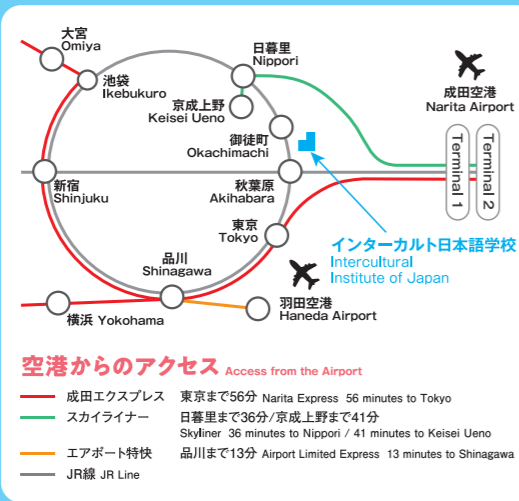 大宮
Omiya
池袋
Ikebukuro
日暮里
Nippori
京成上野
Keisei Ueno
御徒町
Okachimachi
成田空港
Narita Airport
Terminal 1
Terminal 2
新宿
Shinjuku
秋葉原
Akihabara
東京
Tokyo
品川
Shinagawa
インターカルト日本語学校
Intercultural
Institute of Japan
羽田空港
Haneda Airport
横浜 Yokohama
空港からのアクセス Access from the Airport
成田エクスプレス 東京まで56分 Narita Express 56 minutes to Tokyo
スカイライナー 日暮里まで36分/京成上野まで41分
Skyliner 36 minutes to Nippori / 41 minutes to Keisei Ueno
エアポート特快 品川まで13分 Airport Limited Express 13 minutes to Shinagawa
JR線 JR Line